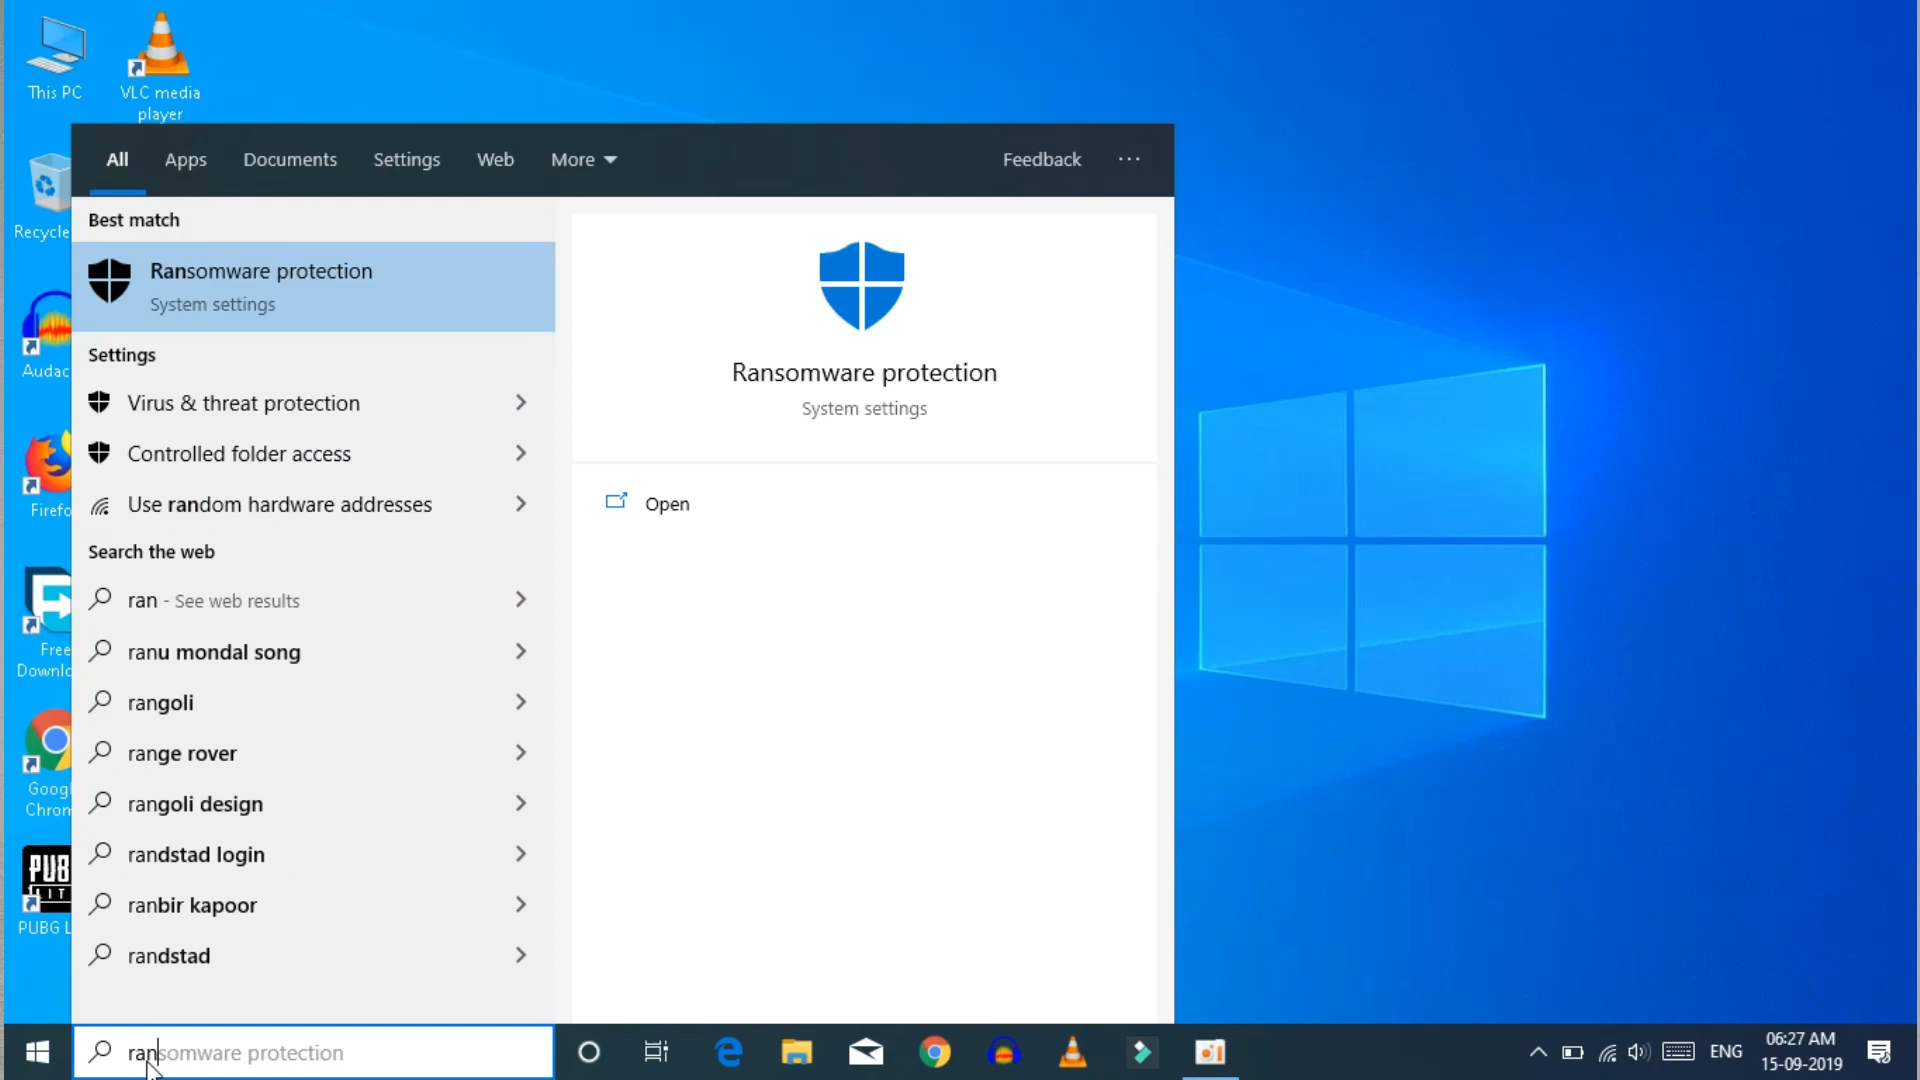 This PC
VLC media
player
Recycle
Audac
Firefo
Free
Downlo
Googl
Chrom
PUBG L
All
Apps
Documents
Settings
Web
More
Feedback
Best match
Ransomware protection
System settings
Settings
Virus & threat protection
Controlled folder access
Use random hardware addresses
Search the web
ran - See web results
ranu mondal song
rangoli
range rover
rangoli design
randstad login
ranbir kapoor
randstad
Ransomware protection
System settings
Open
ransomware protection
ENG
06:27 AM
15-09-2019